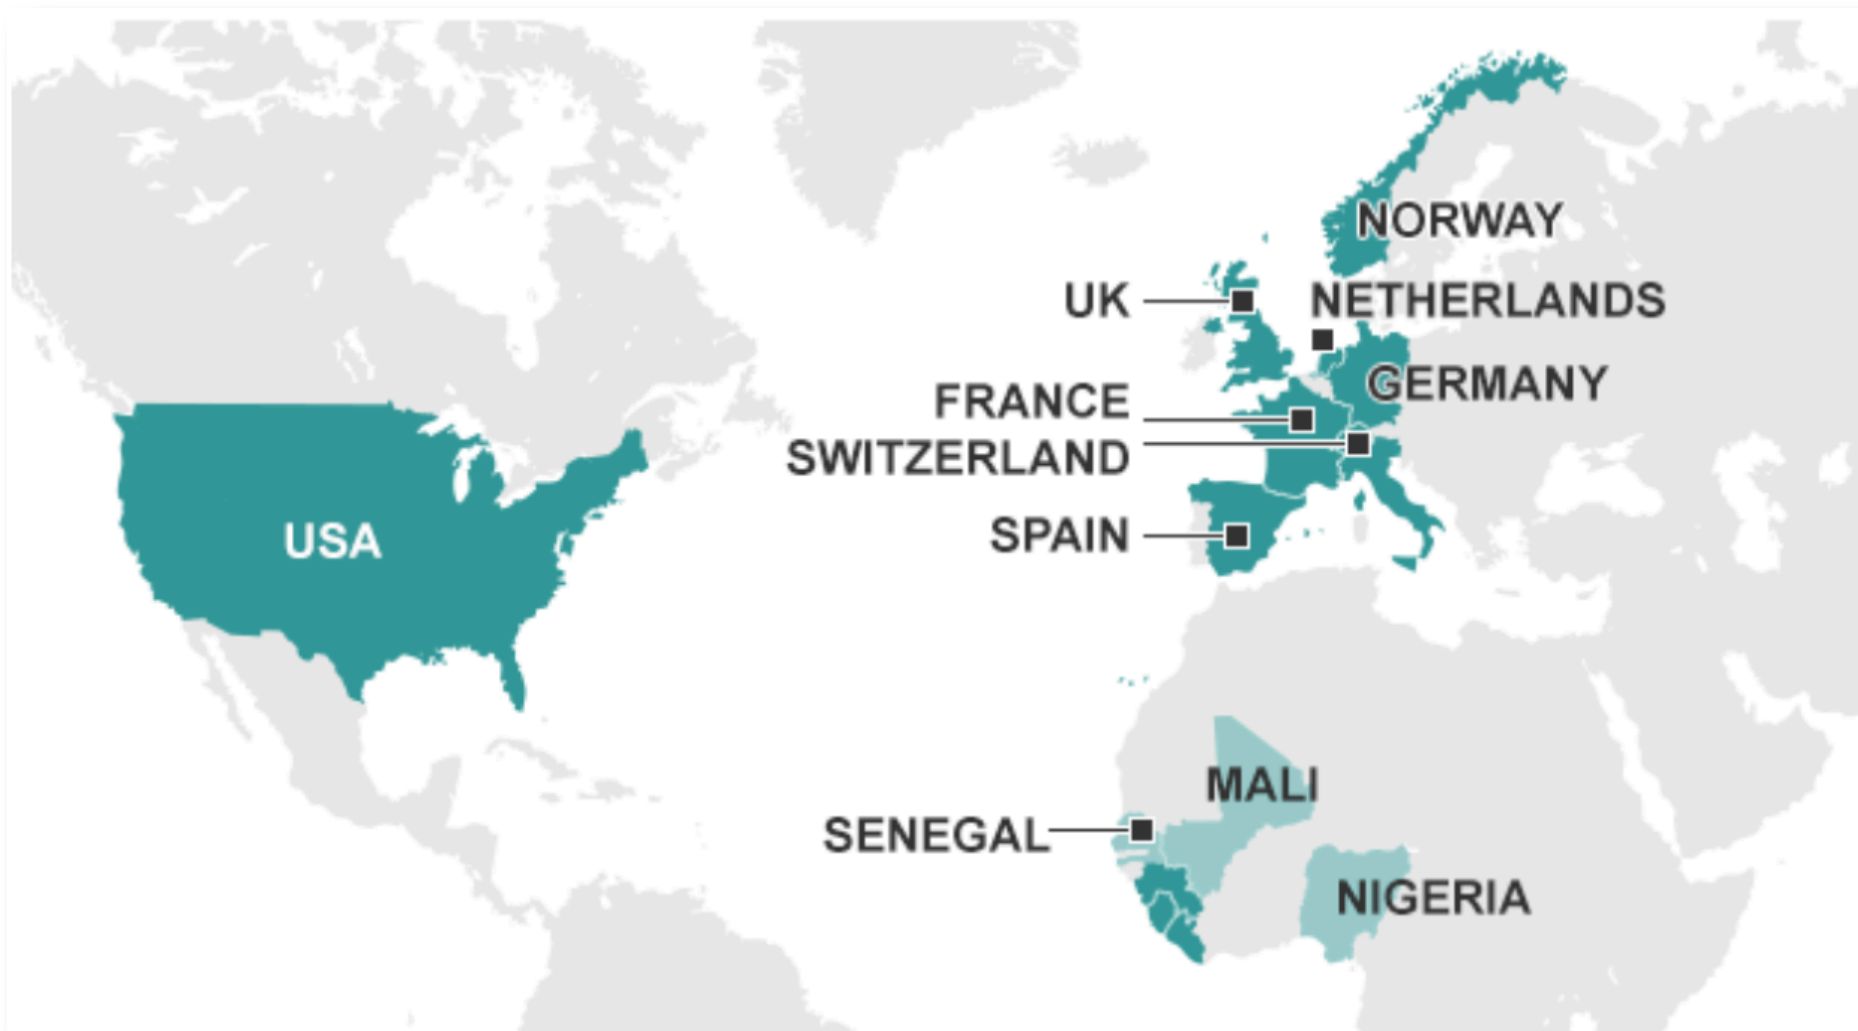 NORWAY
UK
NETHERLANDS
GERMANY
FRANCE
SWITZERLAND
SPAIN
USA
MALI
SENEGAL
NIGERIA